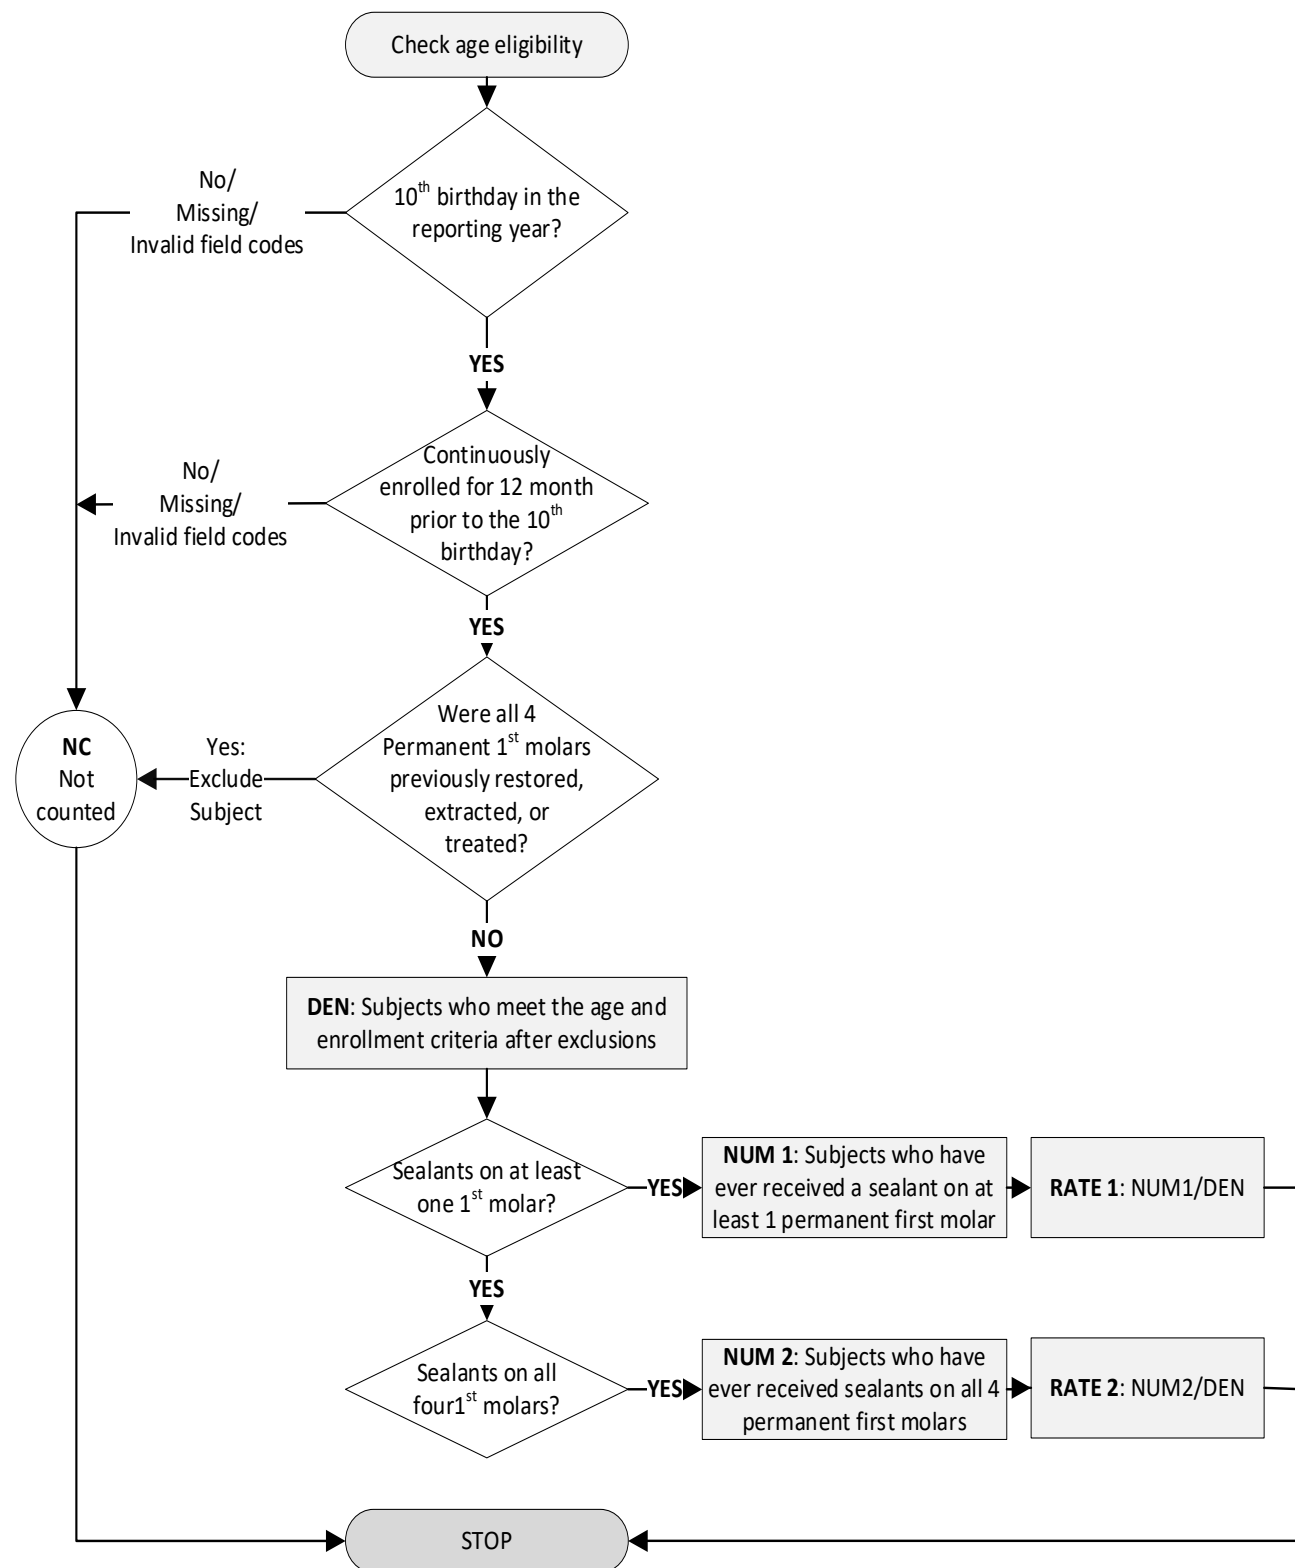 Check age eligibility
10th birthday in the
reporting year?
No/
Missing/
Invalid field codes
YES
Continuously
enrolled for 12 month
prior to the 10th
birthday?
No/
Missing/
Invalid field codes
YES
Were all 4
Permanent 1st molars
previously restored,
extracted, or
treated?
Yes:
Exclude
Subject
NC
Not
counted
NO
DEN: Subjects who meet the age and
enrollment criteria after exclusions
Sealants on at least
one 1st molar?
YES
NUM 1: Subjects who have
ever received a sealant on at
least 1 permanent first molar
RATE 1: NUM1/DEN
YES
Sealants on all
four1st molars?
YES
NUM 2: Subjects who have
ever received sealants on all 4
permanent first molars
RATE 2: NUM2/DEN
STOP